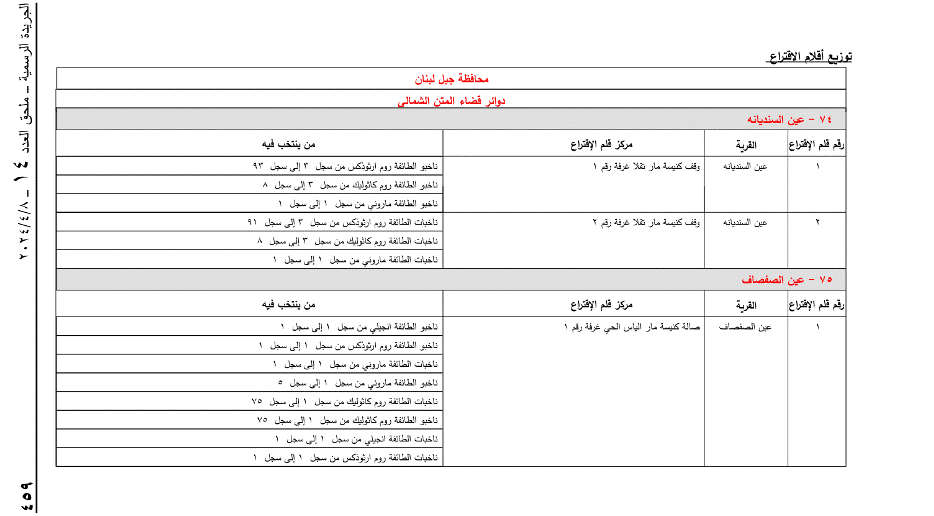 الجريدة الرسمية – ملحق العدد ١٤ – ٢٠٢٤/٤/٨
٤٥٩
توزيع أقلام الاقتراع
محافظة جبل لبنان
دوائر قضاء المتن الشمالي
٧٤ - عين السنديانه
رقم قلم الإقتراع القرية مركز قلم الإقتراع من ينتخب فيه
١ عين السنديانه وقف كنيسة مار تقلا غرفة رقم ١ ناخبو الطائفة روم ارثوذكس من سجل ٣ إلى سجل ٩٣
ناخبو الطائفة روم كاثوليك من سجل ٣ إلى سجل ٨
ناخبو الطائفة ماروني من سجل ١ إلى سجل ١
٢ عين السنديانه وقف كنيسة مار تقلا غرفة رقم ٢ ناخبات الطائفة روم ارثوذكس من سجل ٣ إلى سجل ٩١
ناخبات الطائفة روم كاثوليك من سجل ٣ إلى سجل ٨
ناخبات الطائفة ماروني من سجل ١ إلى سجل ١
٧٥ - عين الصفصاف
رقم قلم الإقتراع القرية مركز قلم الإقتراع من ينتخب فيه
١ عين الصفصاف صالة كنيسة مار الياس الحي غرفة رقم ١ ناخبو الطائفة انجيلي من سجل ١ إلى سجل ١
ناخبو الطائفة روم ارثوذكس من سجل ١ إلى سجل ١
ناخبات الطائفة ماروني من سجل ١ إلى سجل ١
ناخبو الطائفة ماروني من سجل ١ إلى سجل ٥
ناخبات الطائفة روم كاثوليك من سجل ١ إلى سجل ٧٥
ناخبو الطائفة روم كاثوليك من سجل ١ إلى سجل ٧٥
ناخبات الطائفة انجيلي من سجل ١ إلى سجل ١
ناخبات الطائفة روم ارثوذكس من سجل ١ إلى سجل ١